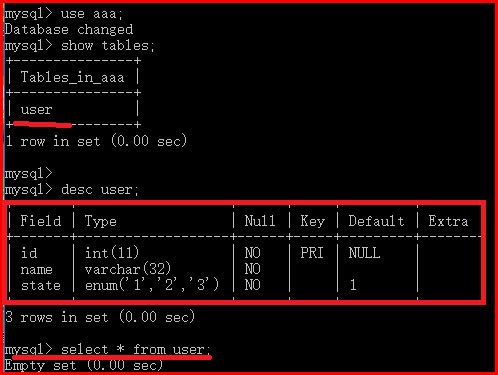 mysql> use aaa;
Database changed
mysql> show tables;
+---------------+
| Tables_in_aaa |
+---------------+
| user          |
+---------------+
1 row in set (0.00 sec)

mysql>
mysql> desc user;
| Field | Type              | Null | Key | Default | Extra |
| id    | int(11)           | NO   | PRI | NULL    |       |
| name  | varchar(32)       | NO   |     |         |       |
| state | enum('1','2','3') | NO   |     | 1       |       |
3 rows in set (0.00 sec)

mysql> select * from user;
Empty set (0.00 sec)